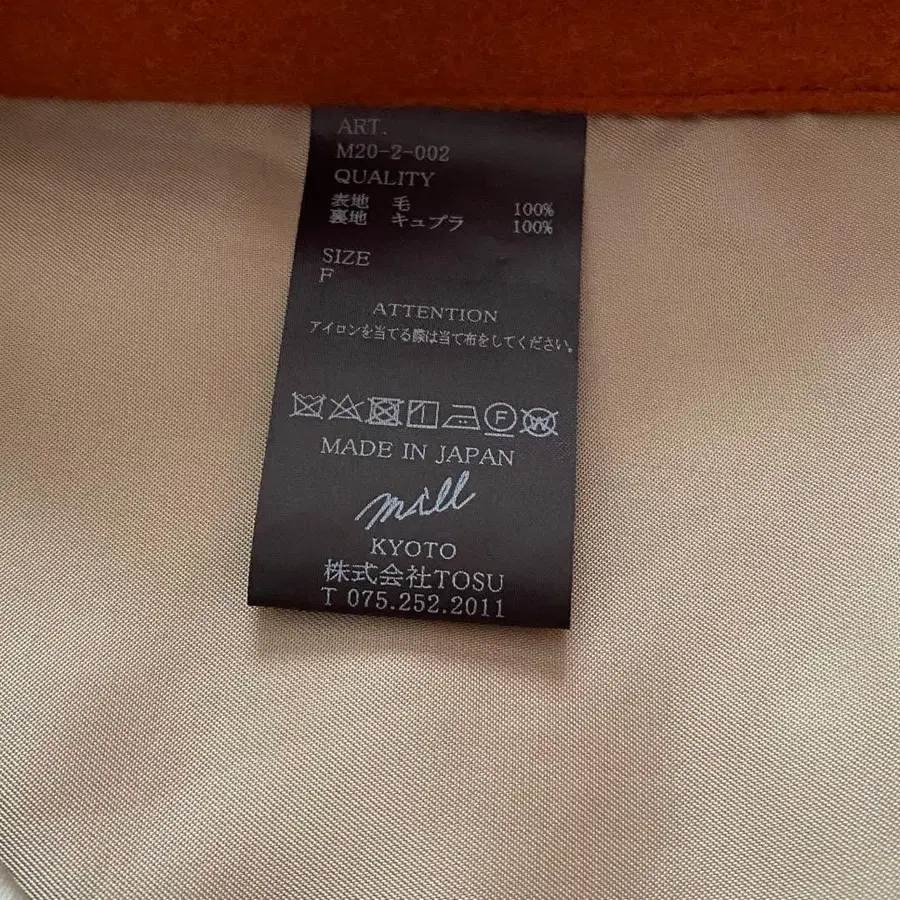 ART.
M20-2-002
QUALITY
表地 毛 100%
裏地 キュプラ 100%
SIZE
F
ATTENTION
アイロンを当てる際は当て布をしてください。
F W
MADE IN JAPAN
mill
KYOTO
株式会社TOSU
T 075.252.2011